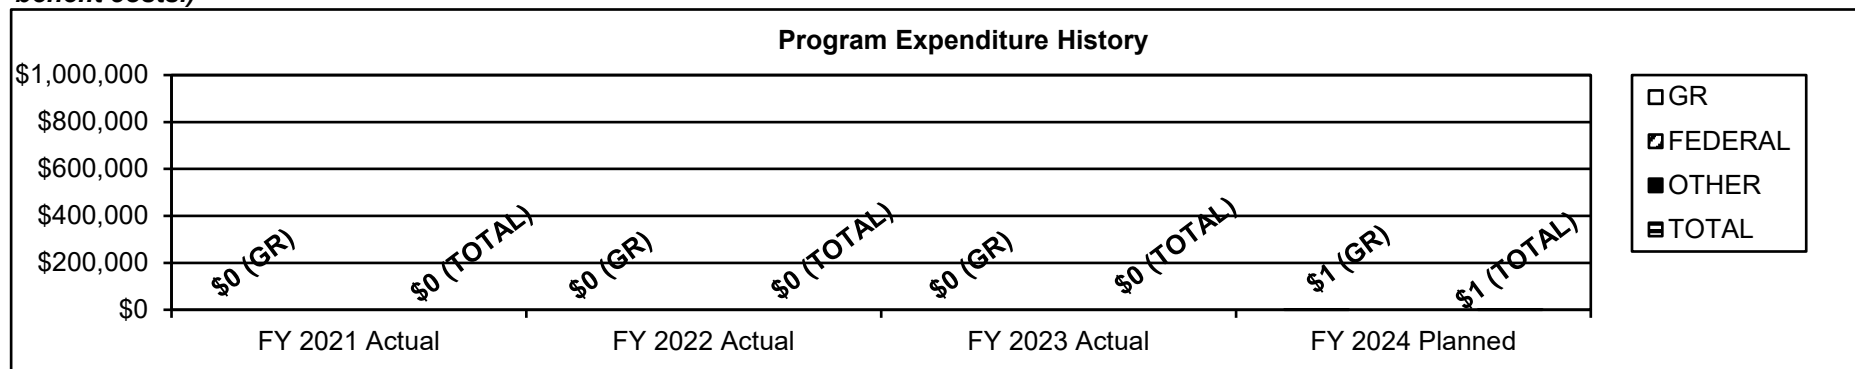 benefit costs.)
Program Expenditure History
$1,000,000
$800,000
$600,000
$400,000
$200,000
$0
$0 (GR)
$0 (TOTAL)
$0 (GR)
$0 (TOTAL)
$0 (GR)
$0 (TOTAL)
$1 (GR)
$1 (TOTAL)
FY 2021 Actual
FY 2022 Actual
FY 2023 Actual
FY 2024 Planned
GR
FEDERAL
OTHER
TOTAL